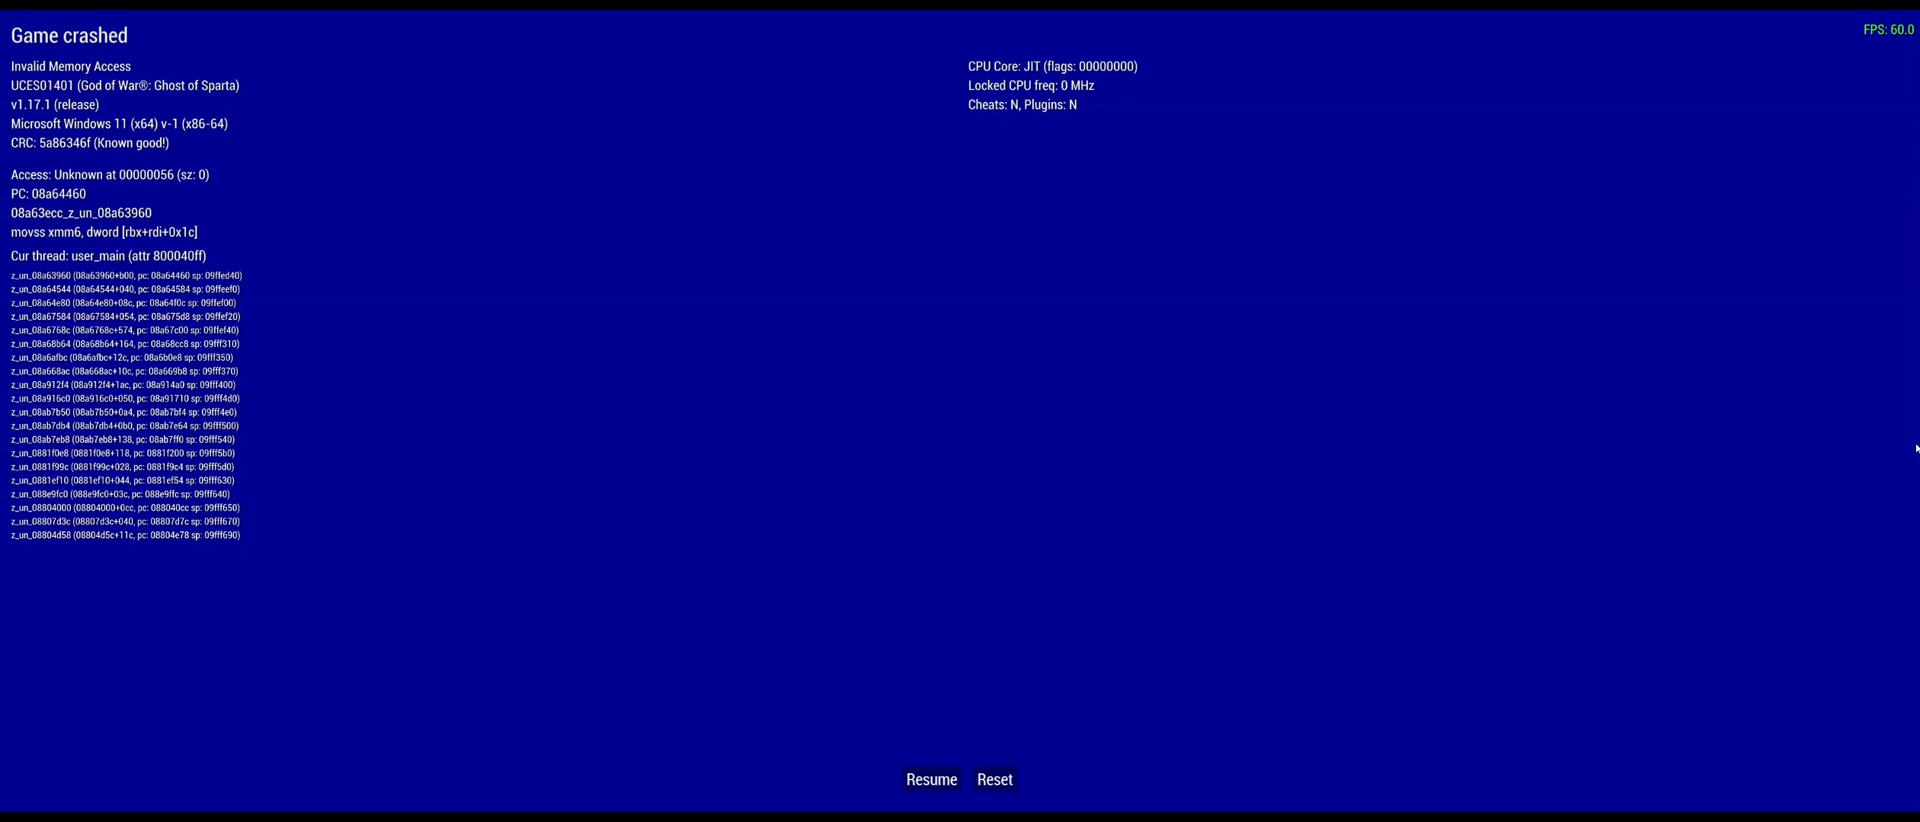 Game crashed
FPS: 60.0
Invalid Memory Access
UCES01401 (God of War®: Ghost of Sparta)
v1.17.1 (release)
Microsoft Windows 11 (x64) v-1 (x86-64)
CRC: 5a86346f (Known good!)
Access: Unknown at 00000056 (sz: 0)
PC: 08a64460
08a63ecc_z_un_08a63960
movss xmm6, dword [rbx+rdi+0x1c]
Cur thread: user_main (attr 800040ff)
z_un_08a63960 (08a63960+b00, pc: 08a64460 sp: 09ffed40)
z_un_08a64544 (08a64544+040, pc: 08a64584 sp: 09ffeef0)
z_un_08a64e80 (08a64e80+08c, pc: 08a64f0c sp: 09ffef00)
z_un_08a67584 (08a67584+054, pc: 08a675d8 sp: 09ffef20)
z_un_08a6768c (08a6768c+574, pc: 08a67c00 sp: 09ffef40)
z_un_08a68b64 (08a68b64+164, pc: 08a68cc8 sp: 09fff310)
z_un_08a6afbc (08a6afbc+12c, pc: 08a6b0e8 sp: 09fff350)
z_un_08a668ac (08a668ac+10c, pc: 08a669b8 sp: 09fff370)
z_un_08a912f4 (08a912f4+1ac, pc: 08a914a0 sp: 09fff400)
z_un_08a916c0 (08a916c0+050, pc: 08a91710 sp: 09fff4d0)
z_un_08ab7b50 (08ab7b50+0a4, pc: 08ab7bf4 sp: 09fff4e0)
z_un_08ab7db4 (08ab7db4+0b0, pc: 08ab7e64 sp: 09fff500)
z_un_08ab7eb8 (08ab7eb8+138, pc: 08ab7ff0 sp: 09fff540)
z_un_0881f0e8 (0881f0e8+118, pc: 0881f200 sp: 09fff5b0)
z_un_0881f99c (0881f99c+028, pc: 0881f9c4 sp: 09fff5d0)
z_un_0881ef10 (0881ef10+044, pc: 0881ef54 sp: 09fff630)
z_un_088e9fc0 (088e9fc0+03c, pc: 088e9ffc sp: 09fff640)
z_un_08804000 (08804000+0cc, pc: 088040cc sp: 09fff650)
z_un_08807d3c (08807d3c+040, pc: 08807d7c sp: 09fff670)
z_un_08804d58 (08804d5c+11c, pc: 08804e78 sp: 09fff690)
CPU Core: JIT (flags: 00000000)
Locked CPU freq: 0 MHz
Cheats: N, Plugins: N
Resume Reset